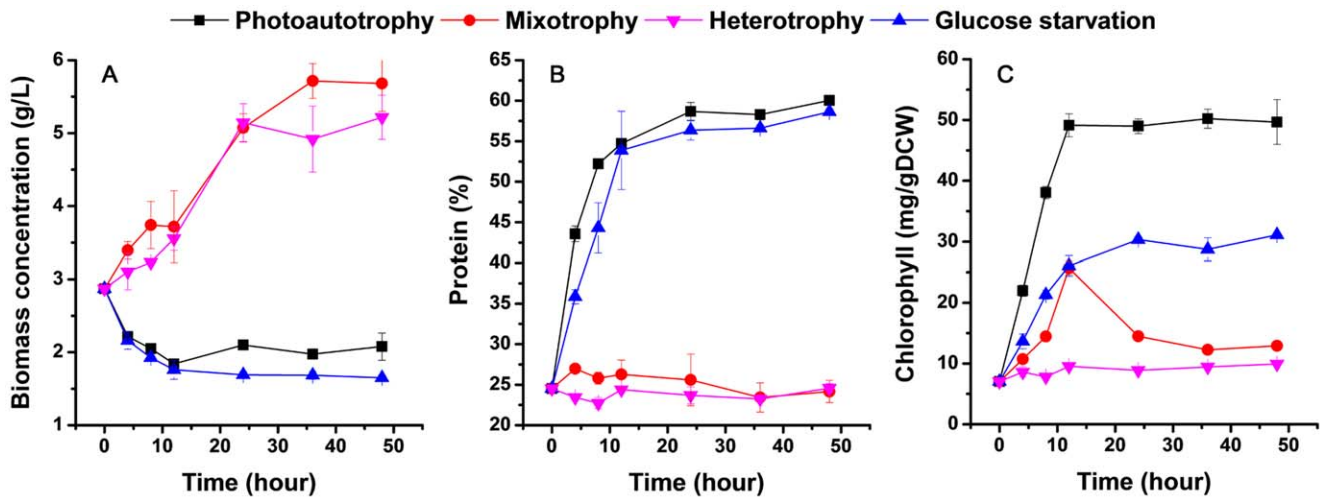 Photoautotrophy Mixotrophy Heterotrophy Glucose starvation
A
Biomass concentration (g/L)
6
5
4
3
2
1
0 10 20 30 40 50
Time (hour)
B
Protein (%)
65
60
55
50
45
40
35
30
25
20
0 10 20 30 40 50
Time (hour)
C
Chlorophyll (mg/gDCW)
60
50
40
30
20
10
0
0 10 20 30 40 50
Time (hour)